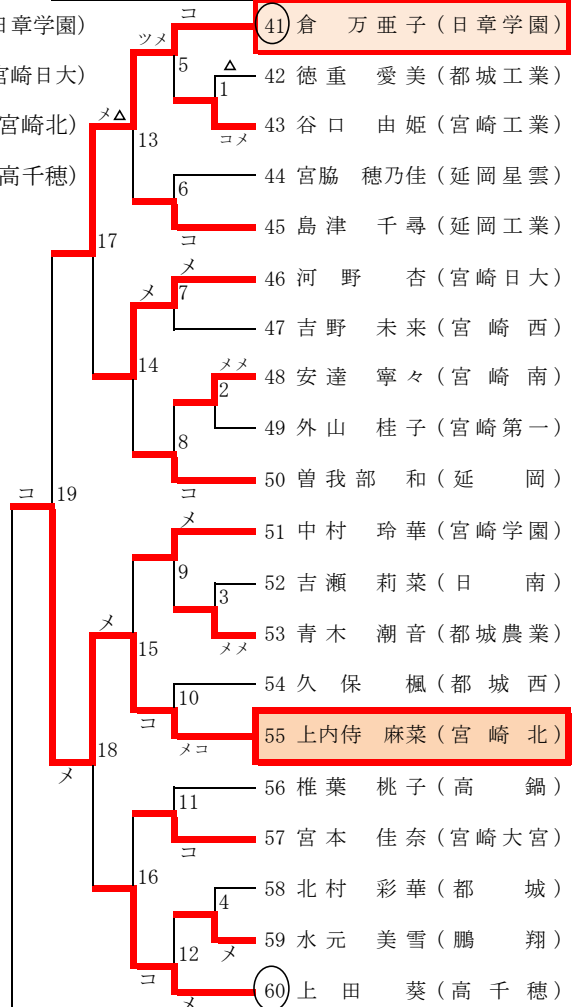 日章学園)
宮崎日大)
宮崎北)
高千穂)
コ
41 倉 万亜子(日章学園)
ツメ
5
△
42 徳重 愛美(都城工業)
1
メ△
43 谷口 由姫(宮崎工業)
13
コメ
44 宮脇 穂乃佳(延岡星雲)
6
45 島津 千尋(延岡工業)
17
コ
メ
46 河野 杏(宮崎日大)
メ
7
47 吉野 未来(宮崎西)
14
メメ
48 安達 寧々(宮崎南)
2
49 外山 桂子(宮崎第一)
8
50 曽我部 和(延岡)
コ
19
コ
メ
51 中村 玲華(宮崎学園)
9
52 吉瀬 莉菜(日南)
3
メ
53 青木 潮音(都城農業)
15
メメ
54 久保 楓(都城西)
10
コ
55 上内侍 麻菜(宮崎北)
18
メコ
メ
56 椎葉 桃子(高鍋)
11
57 宮本 佳奈(宮崎大宮)
コ
16
58 北村 彩華(都城)
4
59 水元 美雪(鵬翔)
12
メ
コ
60 上田 葵(高千穂)
メ